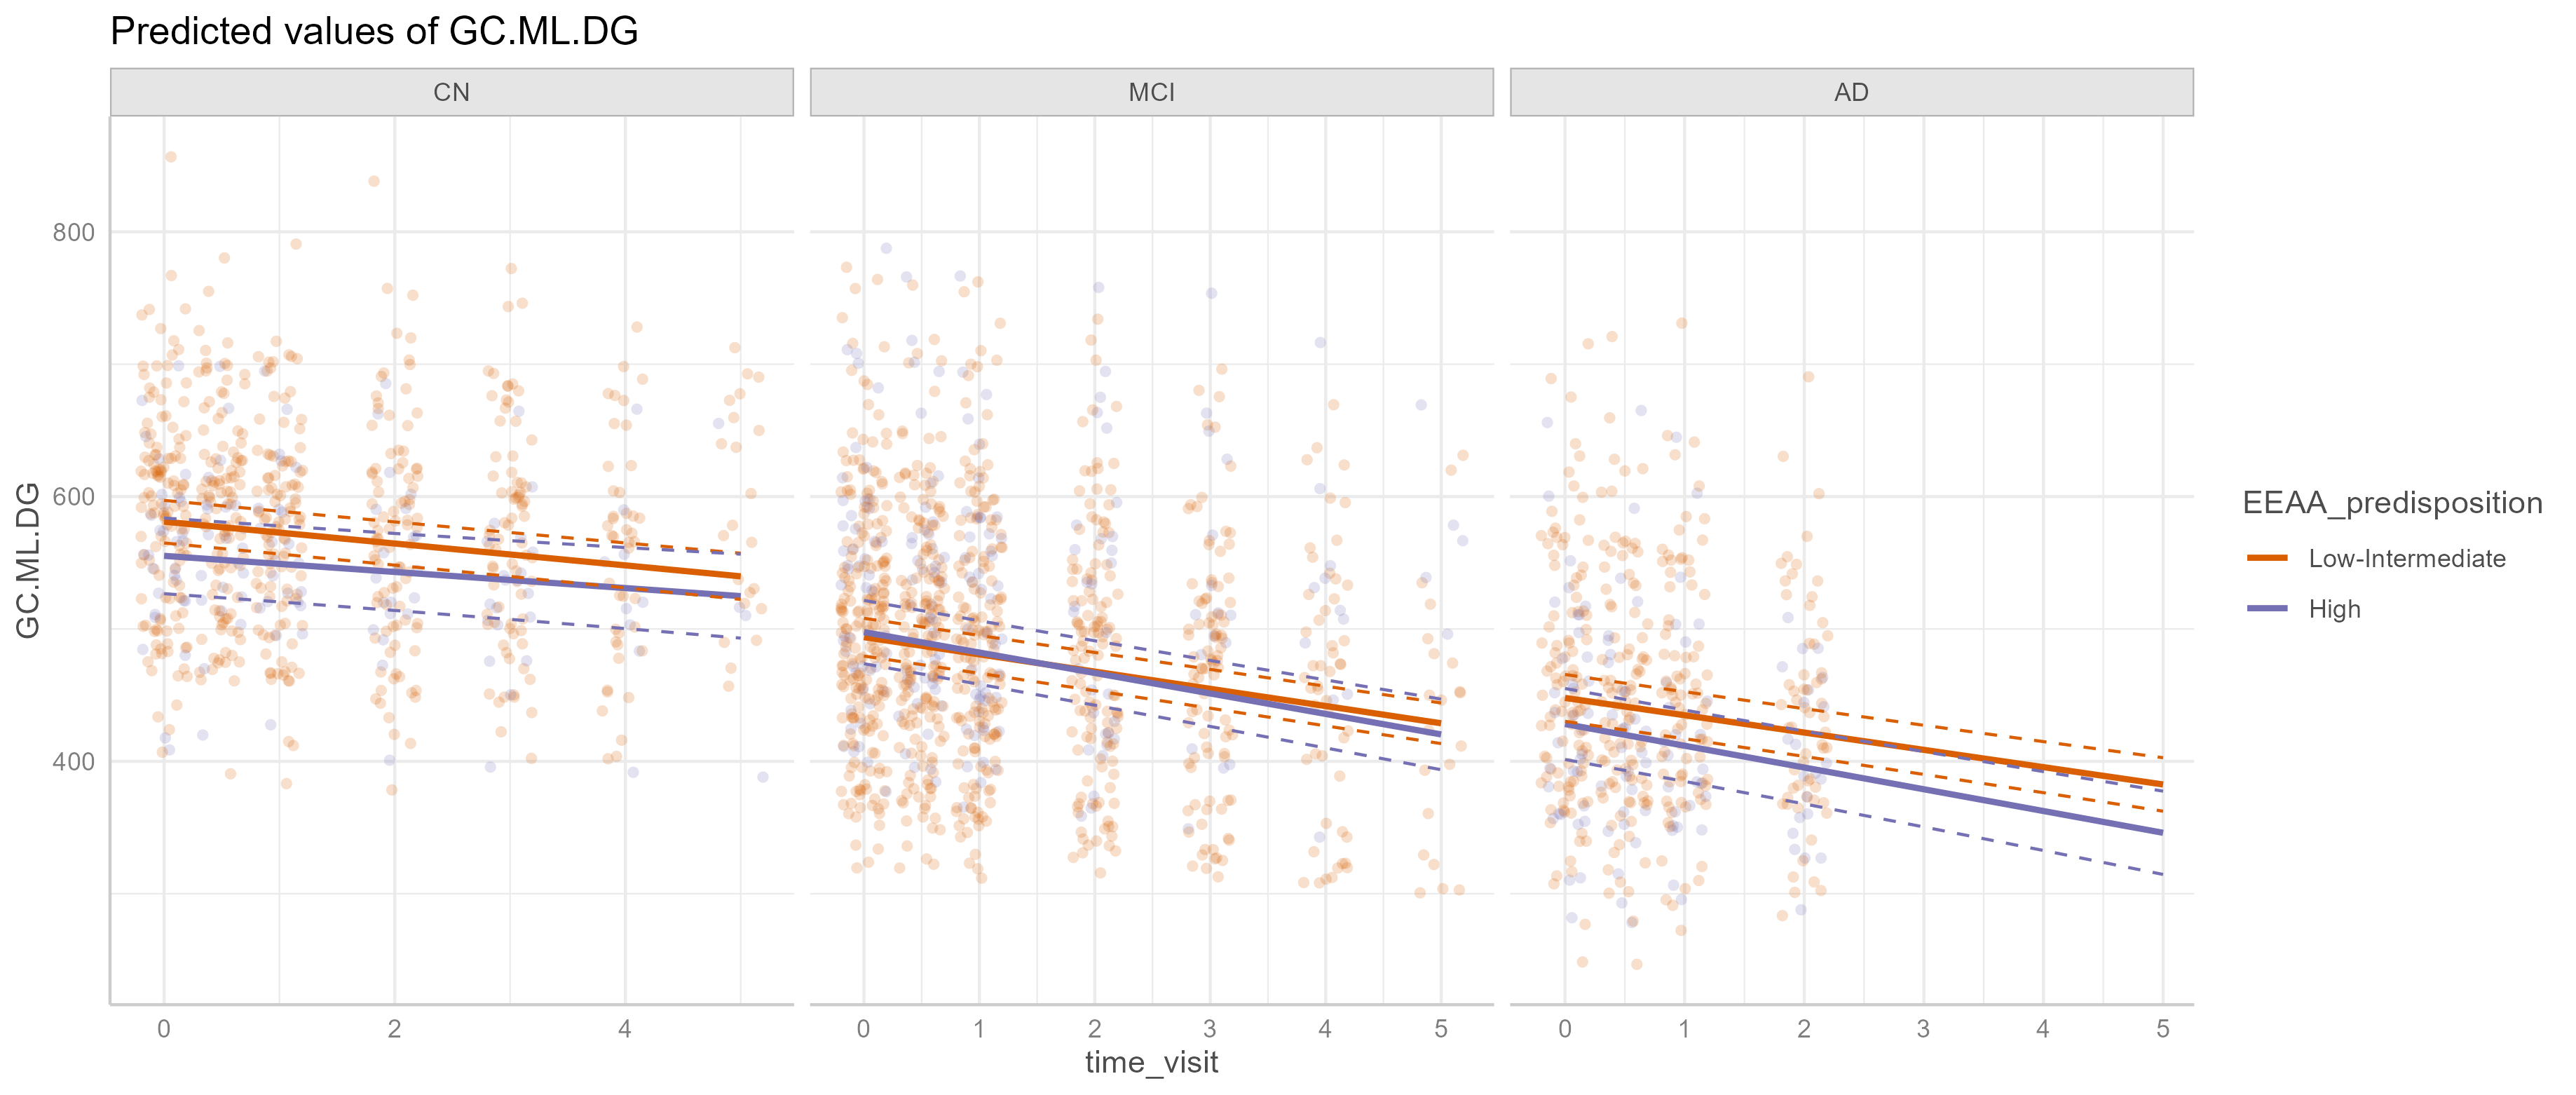 Predicted values of GC.ML.DG
CN
MCI
AD
GC.ML.DG
800
600
400
0
2
4
0
1
2
3
4
5
0
1
2
3
4
5
time_visit
EEAA_predisposition
Low-Intermediate
High